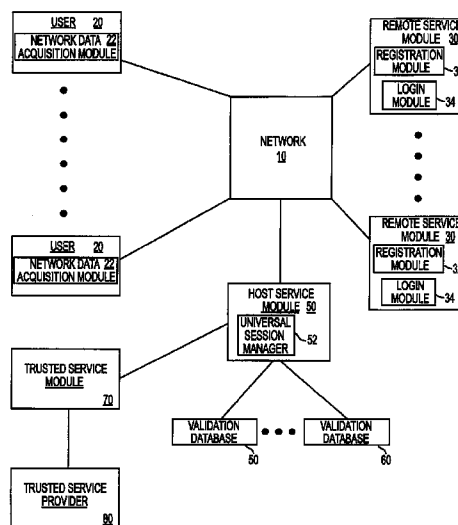 USER 20
NETWORK DATA 22
ACQUISITION MODULE
REMOTE SERVICE
MODULE 30
REGISTRATION
MODULE 3
LOGIN
MODULE 34
NETWORK
10
USER 20
NETWORK DATA 22
ACQUISITION MODULE
REMOTE SERVICE
MODULE 30
REGISTRATION
MODULE 3
LOGIN
MODULE 34
HOST SERVICE
MODULE 50
UNIVERSAL
SESSION
MANAGER
52
TRUSTED SERVICE
MODULE
70
VALIDATION
DATABASE
50
VALIDATION
DATABASE
60
TRUSTED SERVICE
PROVIDER
80